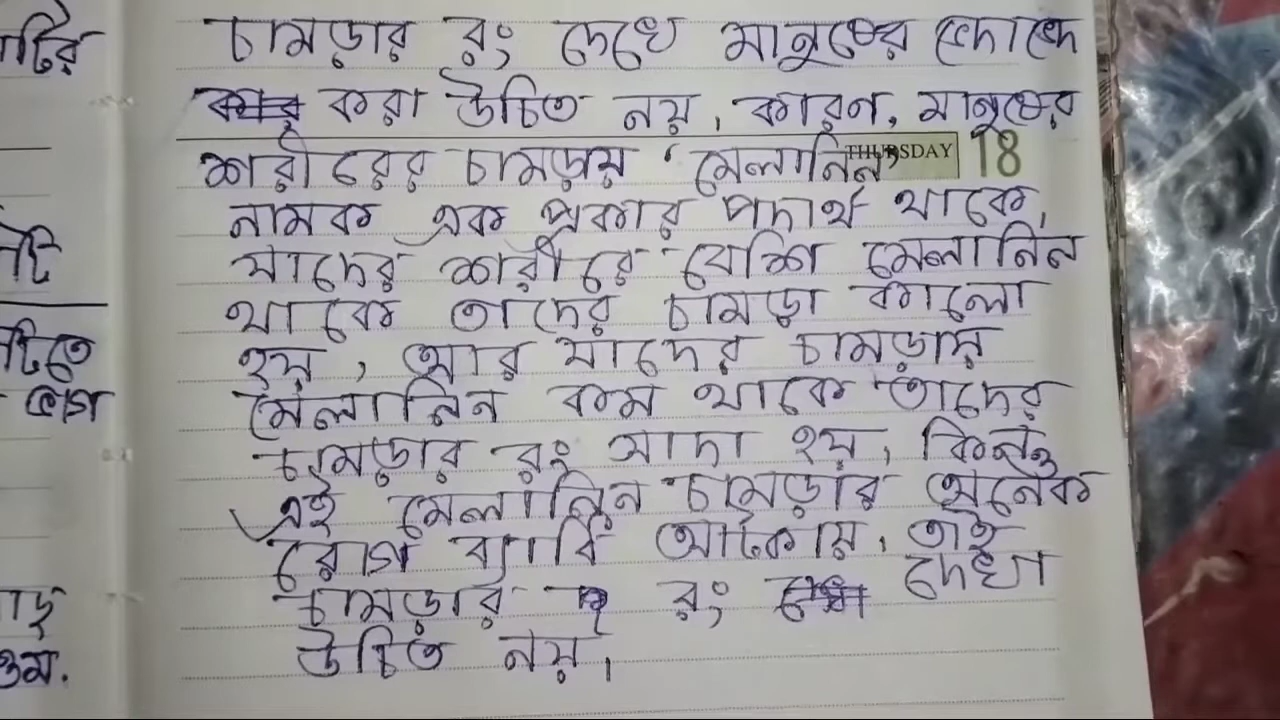 চামড়ার রং দেখে মানুষের ভেদাভেদ
করা উচিত নয়, কারণ, মানুষের
THURSDAY 18
শরীরের চামড়ায় ‘মেলানিন’
নামক এক প্রকার পদার্থ থাকে,
যাদের শরীরে বেশি মেলানিন
থাকে তাদের চামড়া কালো
হয়, আর যাদের চামড়ায়
মেলানিন কম থাকে তাদের
চামড়ার রং সাদা হয়, কিন্তু
এই মেলানিন চামড়ার অনেক
রোগ ব্যাধি আটকায়, তাই
চামড়ার রং দেখা
উচিত নয়।